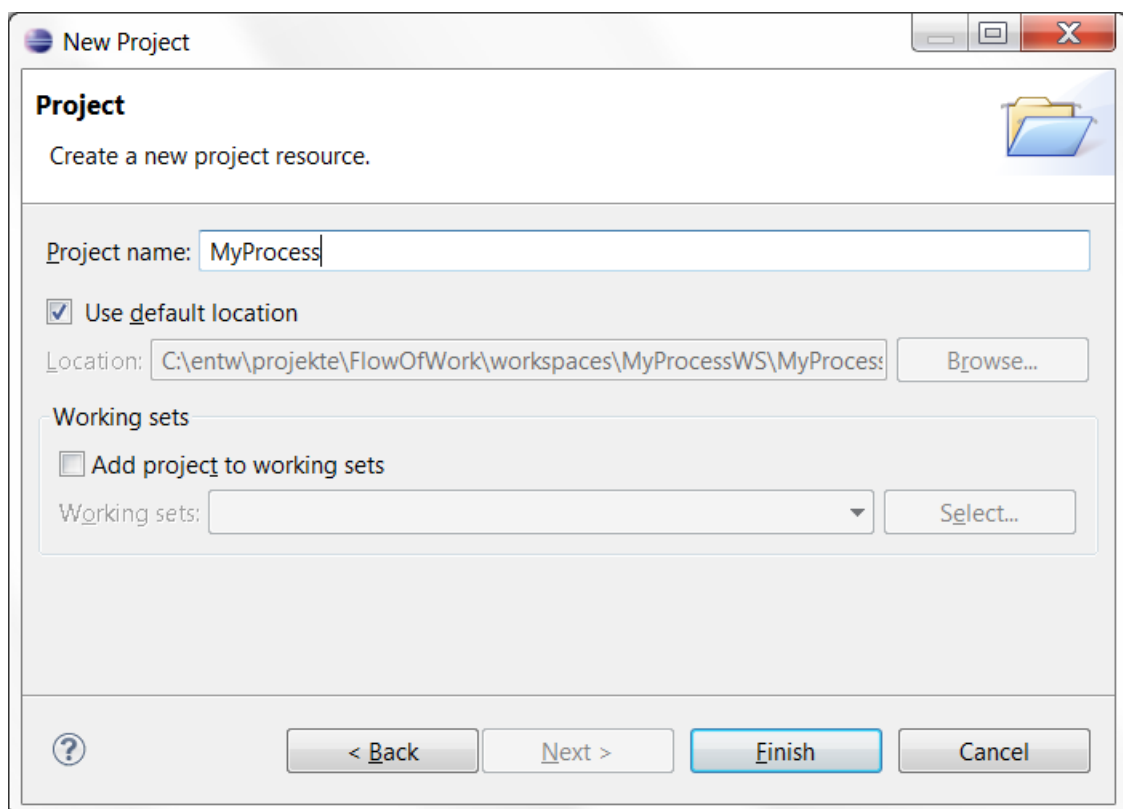 New Project
Project
Create a new project resource.
Project name: MyProcess
Use default location
Location: C:\entw\projekte\FlowOfWork\workspaces\MyProcessWS\MyProcess Browse...
Working sets
Add project to working sets
Working sets: Select...
? < Back Next > Finish Cancel